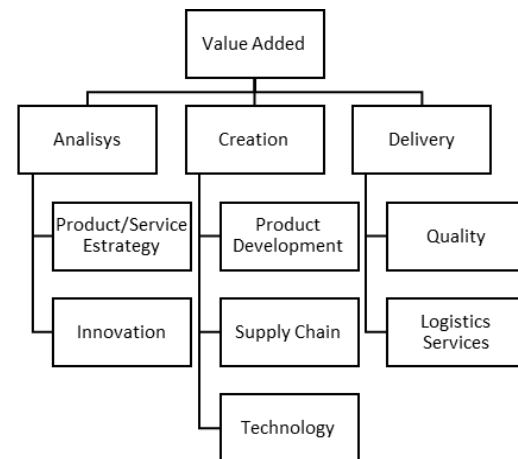 Value Added
Analisys
Creation
Delivery
Product/Service
Estrategy
Product
Development
Quality
Innovation
Supply Chain
Logistics
Services
Technology